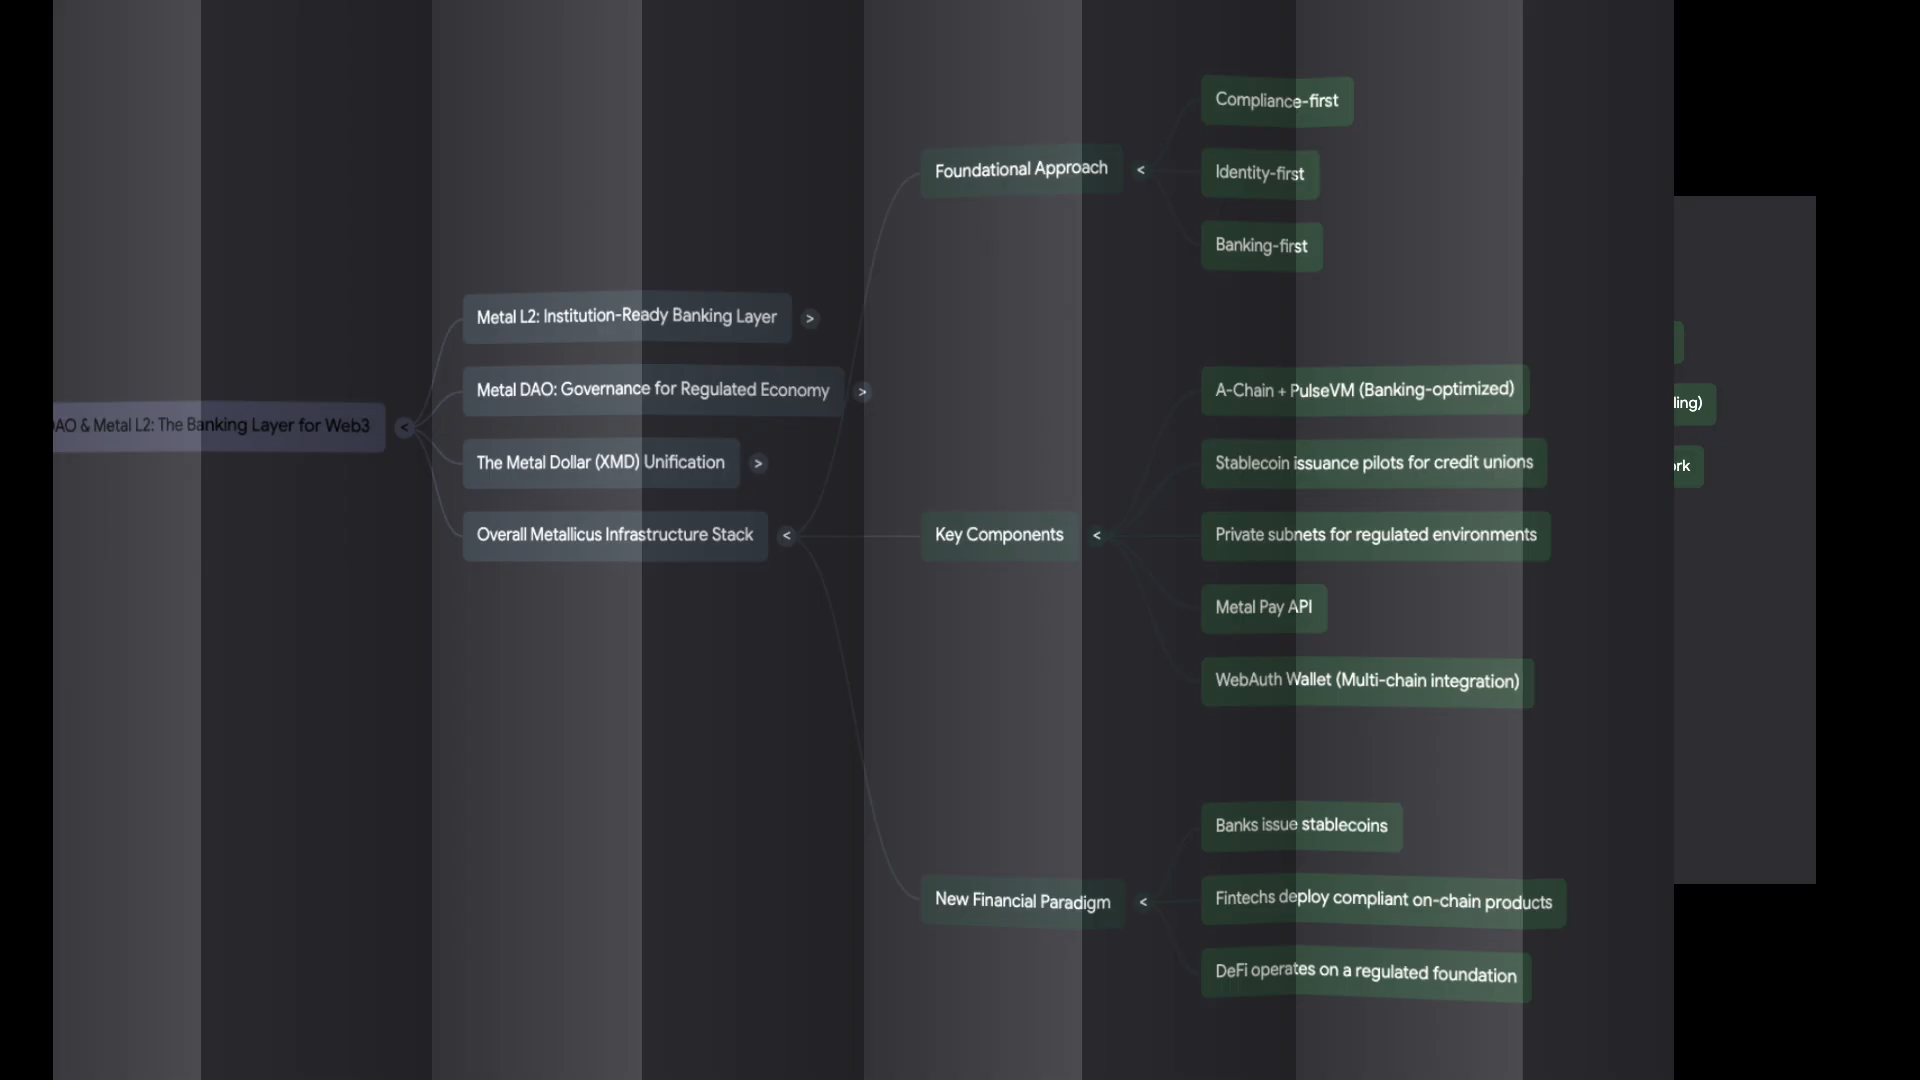 AO & Metal L2: The Banking Layer for Web3
<
Metal L2: Institution-Ready Banking Layer
>
Metal DAO: Governance for Regulated Economy
>
The Metal Dollar (XMD) Unification
>
Overall Metallicus Infrastructure Stack
<
Foundational Approach
<
Compliance-first
Identity-first
Banking-first
Key Components
<
A-Chain + PulseVM (Banking-optimized)
Stablecoin issuance pilots for credit unions
Private subnets for regulated environments
Metal Pay API
WebAuth Wallet (Multi-chain integration)
New Financial Paradigm
<
Banks issue stablecoins
Fintechs deploy compliant on-chain products
DeFi operates on a regulated foundation